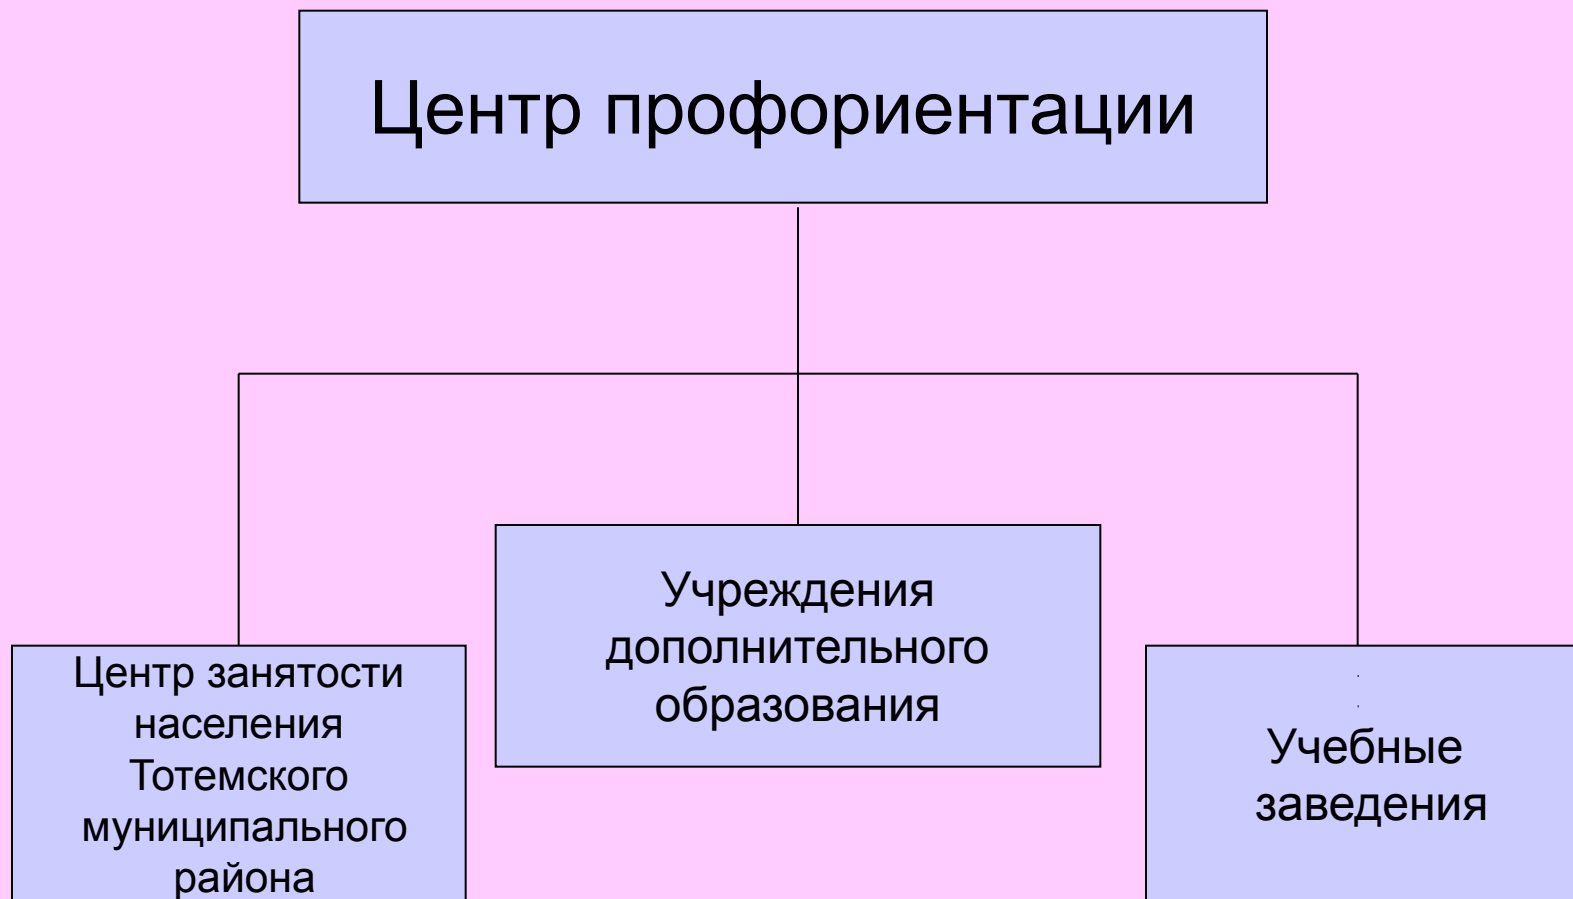 Центр профориентации
Учреждения
дополнительного
образования
Центр занятости
населения
Тотемского
муниципального
района
Учебные
заведения